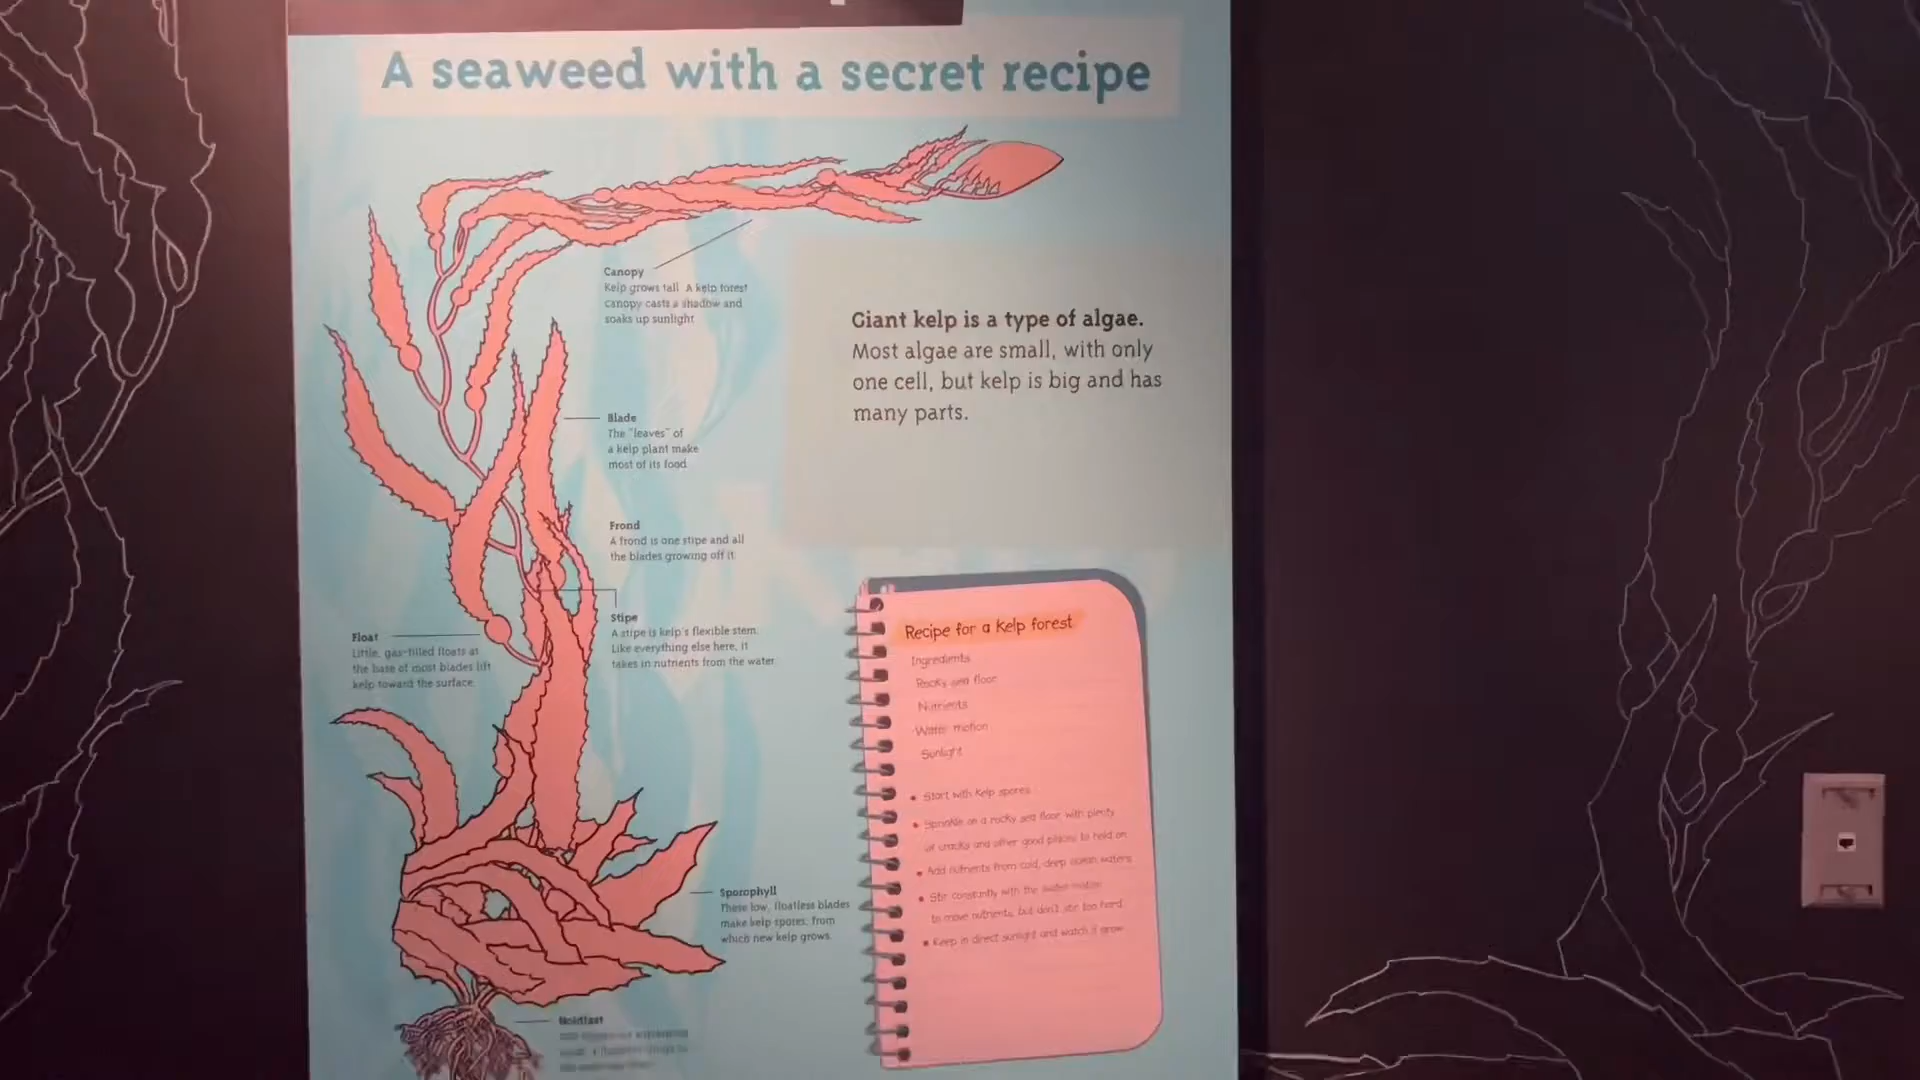 A seaweed with a secret recipe
Canopy
Kelp grows tall. A kelp forest
canopy casts a shadow and
soaks up sunlight.
Giant kelp is a type of algae.
Most algae are small, with only
one cell, but kelp is big and has
many parts.
Blade
The "leaves" of
a kelp plant make
most of its food.
Frond
A frond is one stipe and all
the blades growing off it.
Stipe
A stipe is kelp's flexible stem.
Like everything else here, it
takes in nutrients from the water.
Float
Little, gas-filled floats at
the base of most blades lift
kelp toward the surface.
Recipe for a kelp forest
Ingredients
Rocky sea floor
Nutrients
Water motion
Sunlight
• Start with kelp spores
• Sprinkle on a rocky sea floor with plenty
of cracks and other good places to hold on
• Add nutrients from cold, deep ocean waters
• Stir constantly with the water motion
to move nutrients, but don't stir too hard
• Keep in direct sunlight and watch it grow
Sporophyll
These low, floatless blades
make kelp spores, from
which new kelp grows.
Holdfast